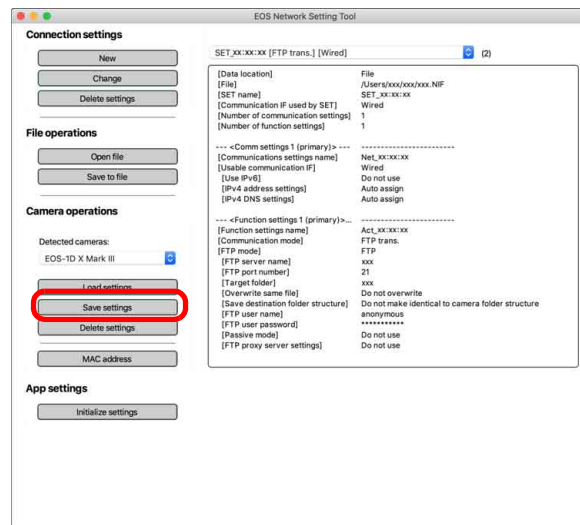 EOS Network Setting Tool
Connection settings
New
Change
Delete settings
File operations
Open file
Save to file
Camera operations
Detected cameras:
EOS-1D X Mark III
Load settings
Save settings
Delete settings
MAC address
App settings
Initialize settings
SET_xx:xx:xx [FTP trans.] [Wired] (2)
[Data location] File
[File] /Users/xxx/xxx/xxx.NIF
[SET name] SET_xx:xx:xx
[Communication IF used by SET] Wired
[Number of communication settings] 1
[Number of function settings] 1
--- <Comm settings 1 (primary)> --- ------------------------
[Communications settings name] Net_xx:xx:xx
[Usable communication IF] Wired
[Use IPv6] Do not use
[IPv4 address settings] Auto assign
[IPv4 DNS settings] Auto assign
--- <Function settings 1 (primary)>... ------------------------
[Function settings name] Act_xx:xx:xx
[Communication mode] FTP trans.
[FTP mode] FTP
[FTP server name] xxx
[FTP port number] 21
[Target folder] xxx
[Overwrite same file] Do not overwrite
[Save destination folder structure] Do not make identical to camera folder structure
[FTP user name] anonymous
[FTP user password] ***********
[Passive mode] Do not use
[FTP proxy server settings] Do not use